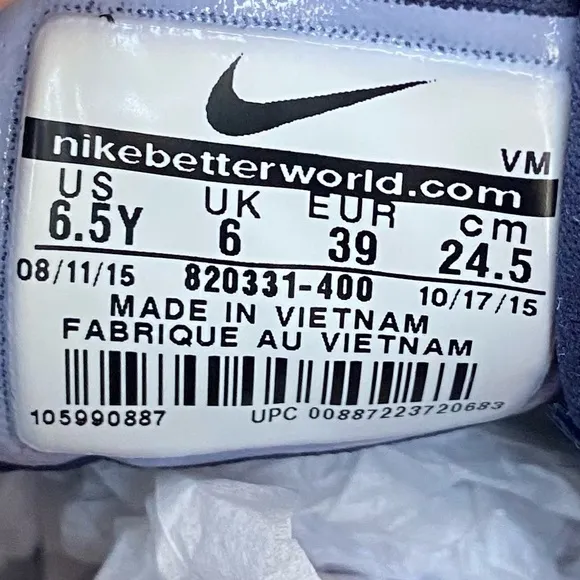 VM
nikebetterworld.com
US UK EUR cm
6.5Y 6 39 24.5
08/11/15 820331-400 10/17/15
MADE IN VIETNAM
FABRIQUE AU VIETNAM
105990887 UPC 00887223720683